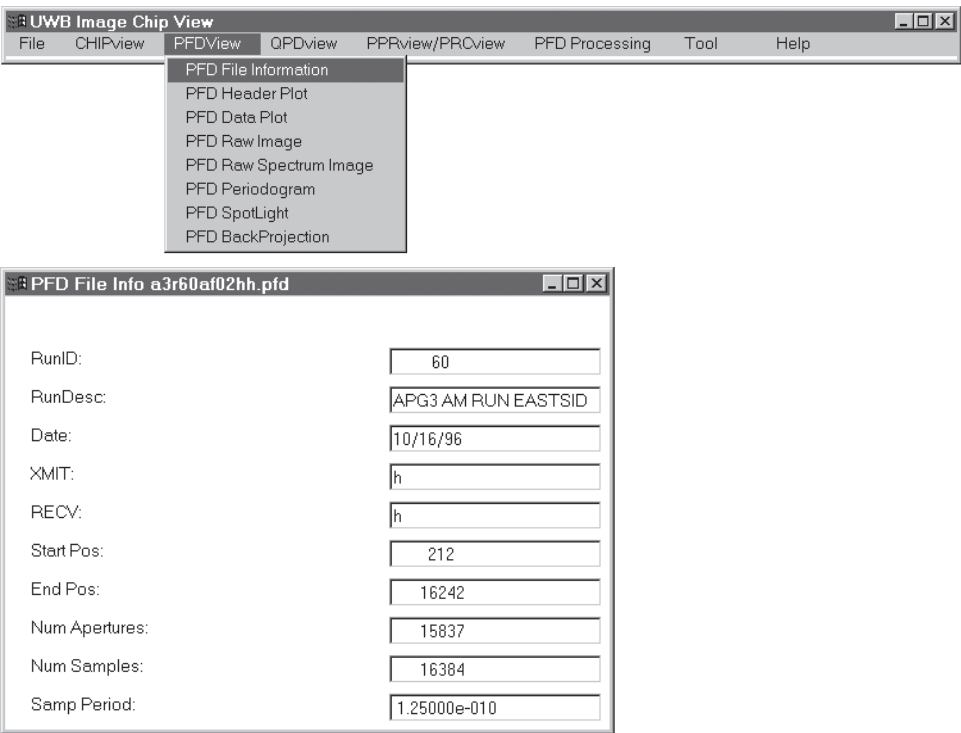 UWB Image Chip View
File CHIPview PFDView QPDview PPRview/PRCview PFD Processing Tool Help
PFD File Information
PFD Header Plot
PFD Data Plot
PFD Raw Image
PFD Raw Spectrum Image
PFD Periodogram
PFD SpotLight
PFD BackProjection
PFD File Info a3r60af02hh.pfd
RunID: 60
RunDesc: APG3 AM RUN EASTSID
Date: 10/16/96
XMIT: h
RECV: h
Start Pos: 212
End Pos: 16242
Num Apertures: 15837
Num Samples: 16384
Samp Period: 1.25000e-010